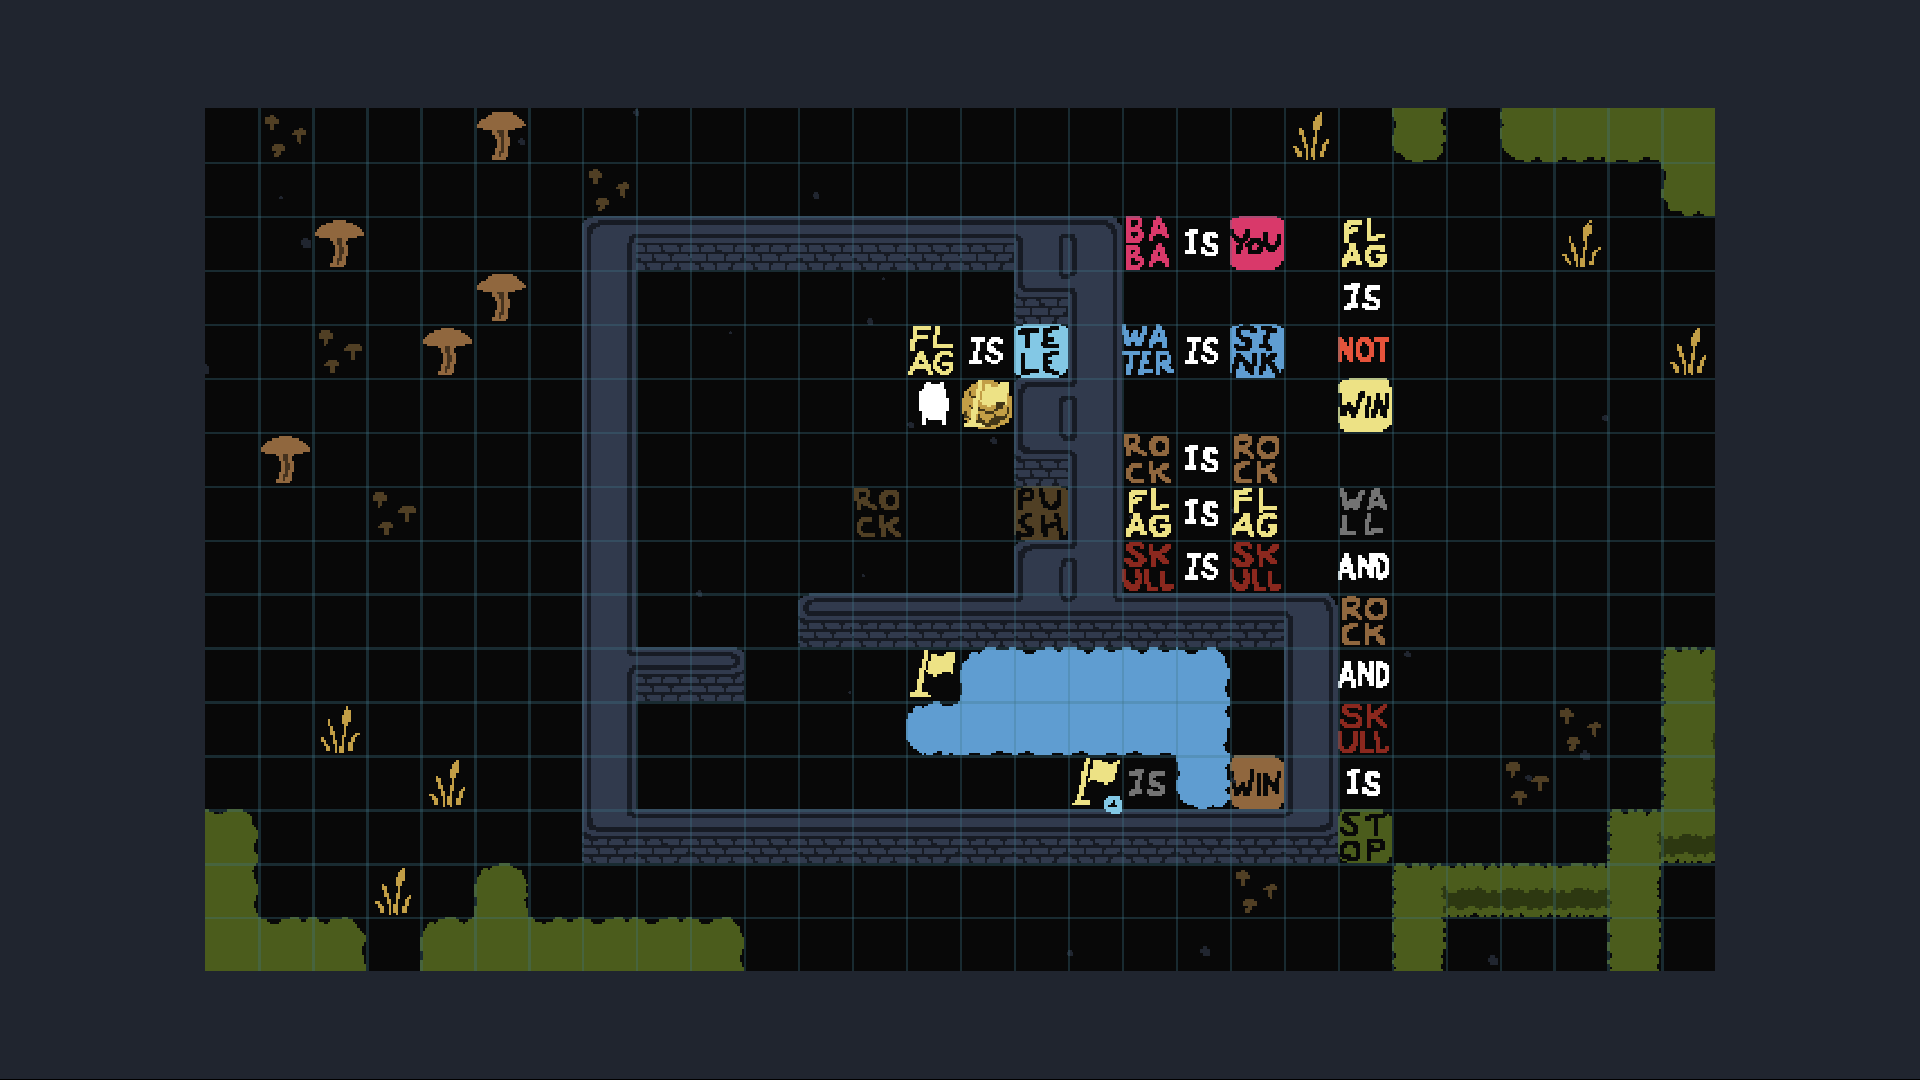 BABA IS YOU
FLAG
IS
NOT
WIN
FLAG IS TELE
WATER IS SINK
ROCK IS ROCK
FLAG IS FLAG
SKULL IS SKULL
ROCK
PUSH
WALL
AND
ROCK
AND
SKULL
IS
STOP
IS
WIN